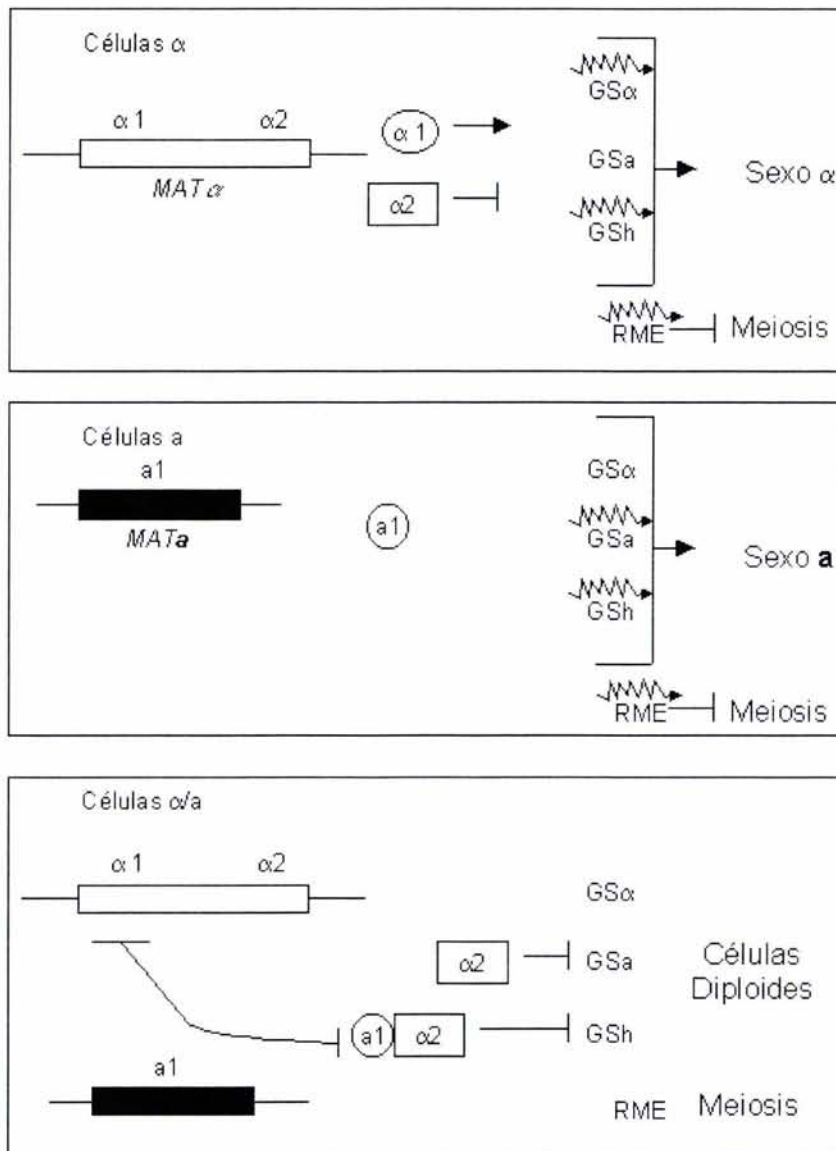 Células α
α1 α2
MATα
α1
α2
GSα
GSa
GSh
Sexo α
RME
Meiosis
Células a
a1
MATa
a1
GSα
GSa
GSh
Sexo a
RME
Meiosis
Células α/a
α1 α2
GSα
α2
GSa
Células
Diploides
a1
α2
GSh
a1
RME
Meiosis